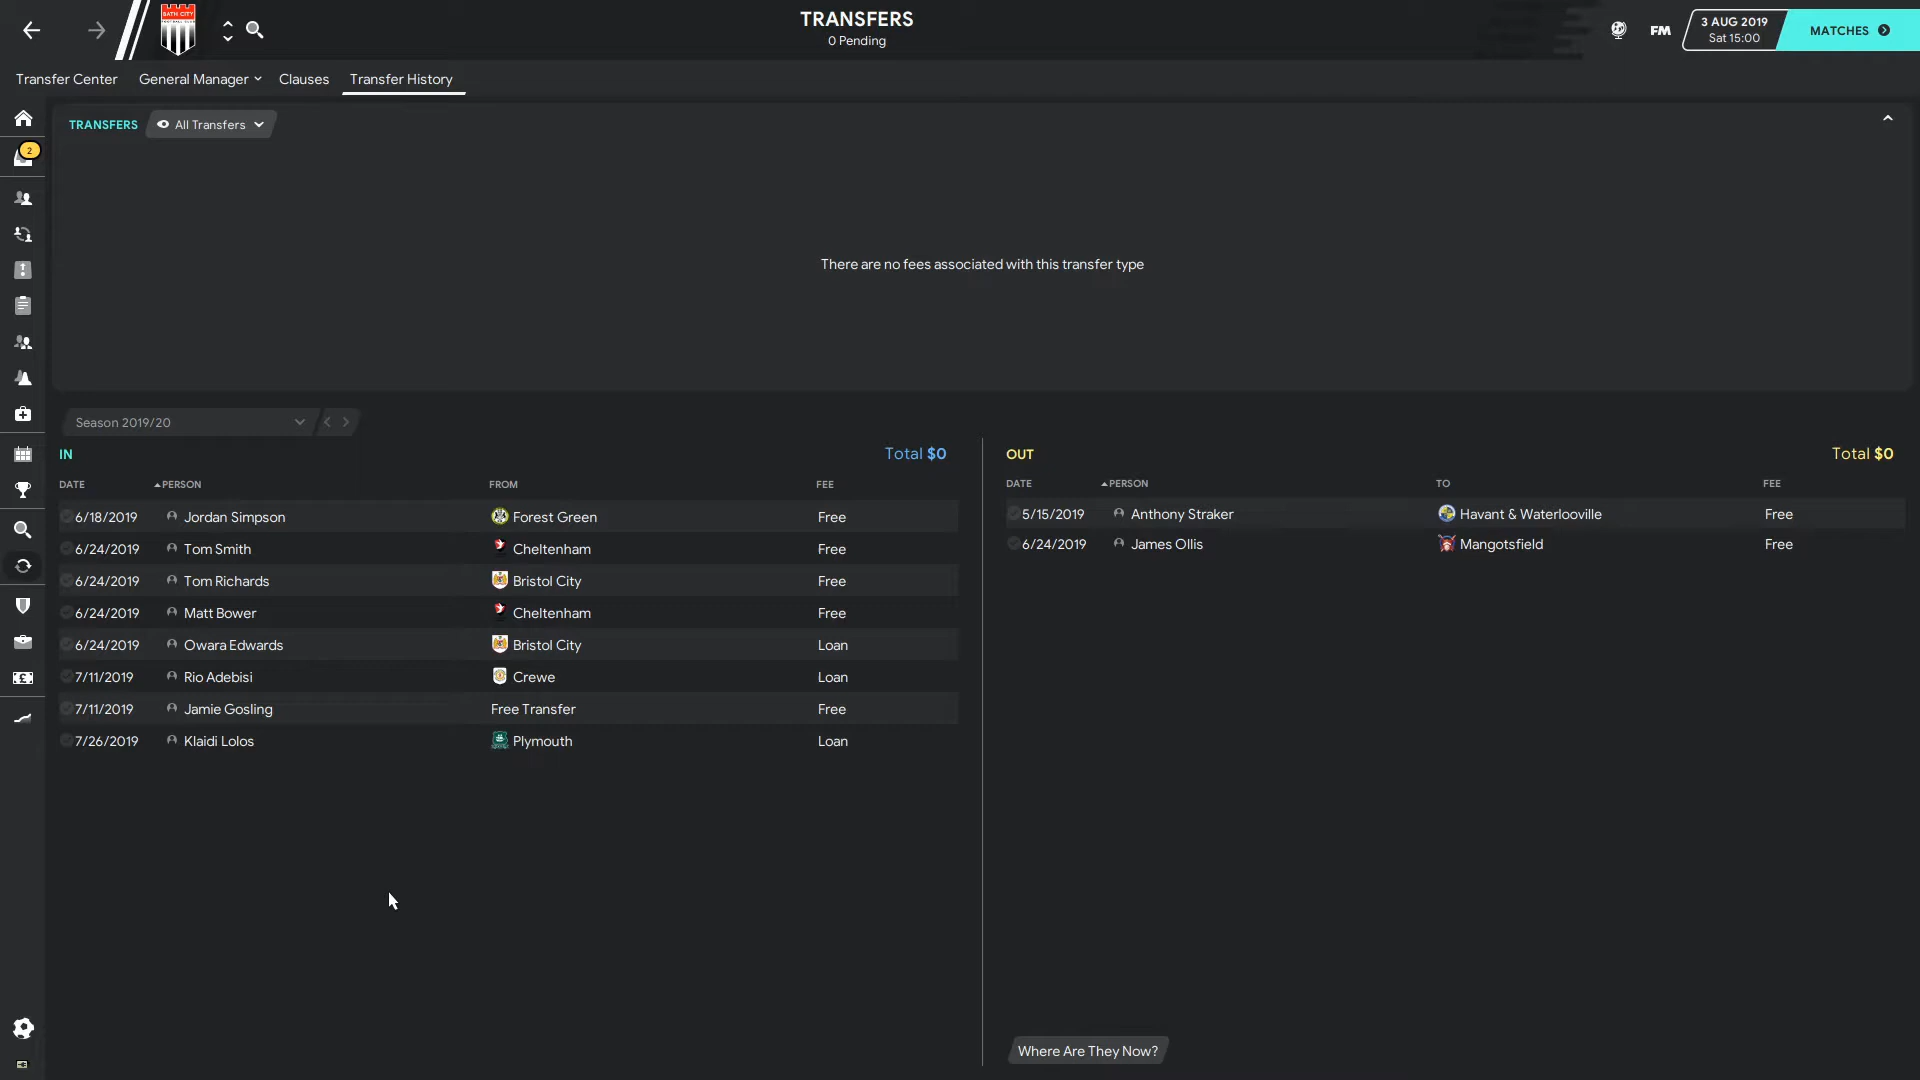 BATH CITY
TRANSFERS
0 Pending
FM
3 AUG 2019
Sat 15:00
MATCHES
Transfer Center
General Manager
Clauses
Transfer History
2
TRANSFERS
All Transfers
There are no fees associated with this transfer type
Season 2019/20
IN
Total $0
DATE PERSON FROM FEE
6/18/2019 Jordan Simpson Forest Green Free
6/24/2019 Tom Smith Cheltenham Free
6/24/2019 Tom Richards Bristol City Free
6/24/2019 Matt Bower Cheltenham Free
6/24/2019 Owara Edwards Bristol City Loan
7/11/2019 Rio Adebisi Crewe Loan
7/11/2019 Jamie Gosling Free Transfer Free
7/26/2019 Klaidi Lolos Plymouth Loan
OUT
Total $0
DATE PERSON TO FEE
5/15/2019 Anthony Straker Havant & Waterlooville Free
6/24/2019 James Ollis Mangotsfield Free
Where Are They Now?